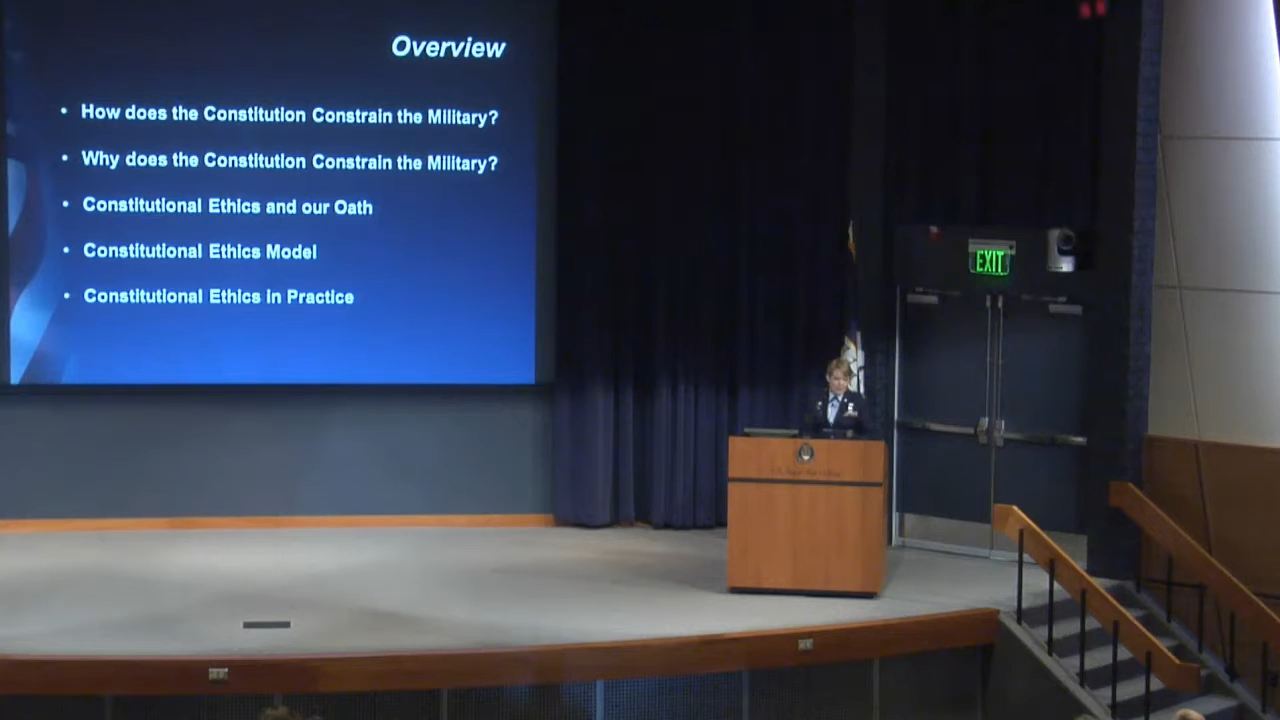 Overview
• How does the Constitution Constrain the Military?
• Why does the Constitution Constrain the Military?
• Constitutional Ethics and our Oath
• Constitutional Ethics Model
• Constitutional Ethics in Practice
EXIT